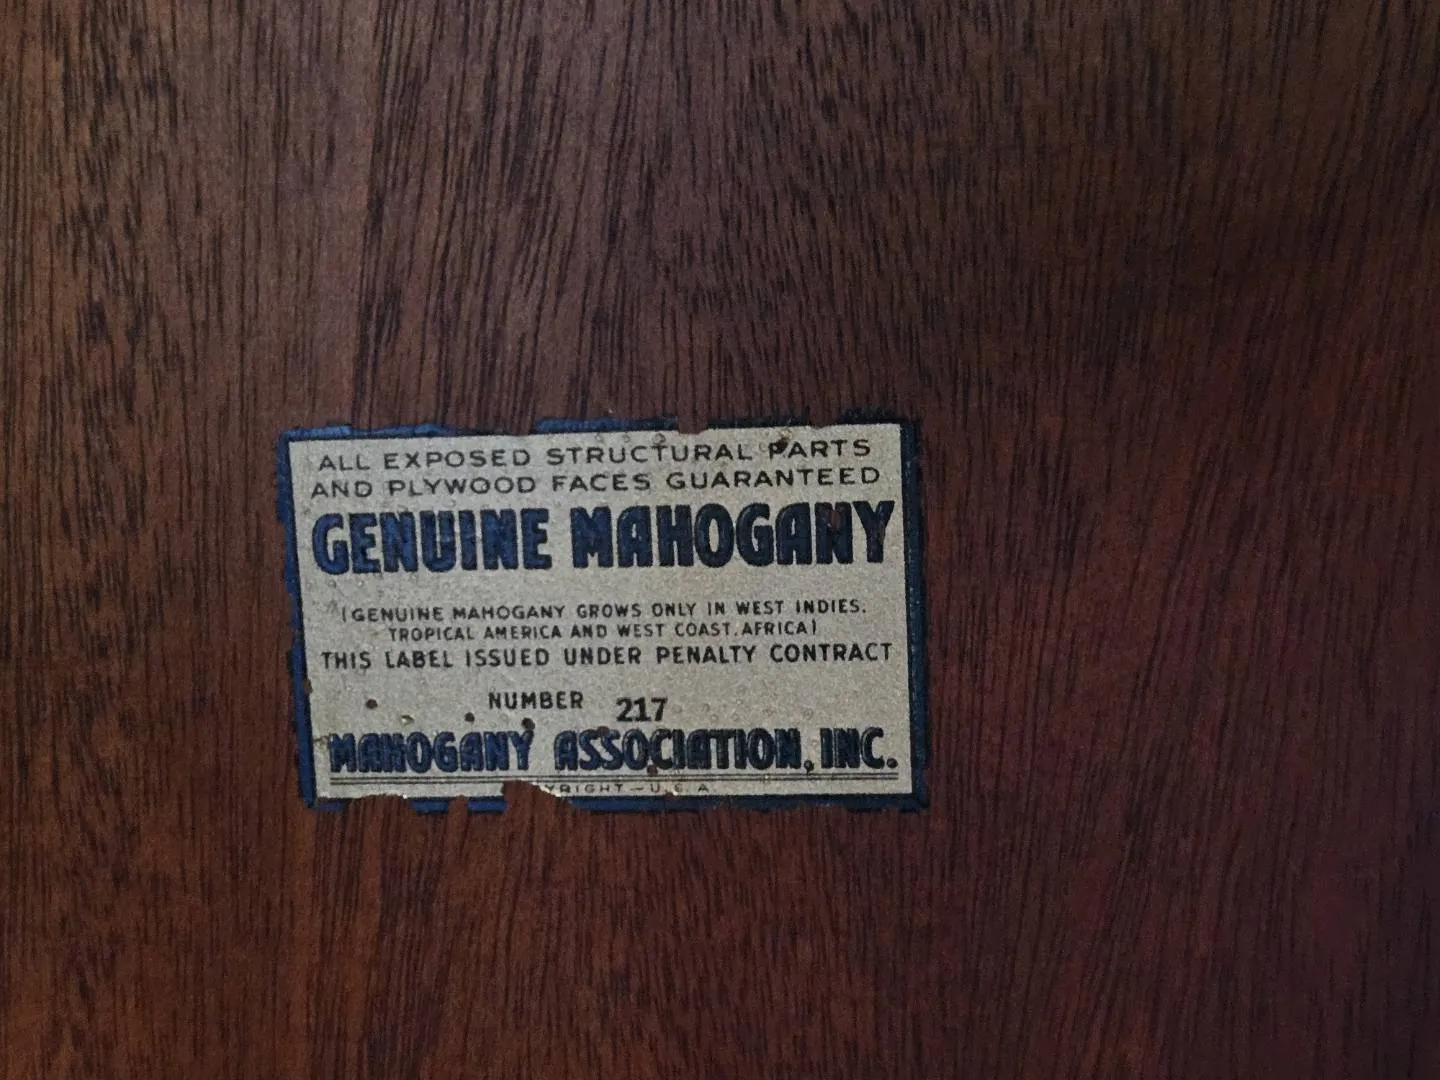 ALL EXPOSED STRUCTURAL PARTS
AND PLYWOOD FACES GUARANTEED
GENUINE MAHOGANY
(GENUINE MAHOGANY GROWS ONLY IN WEST INDIES,
TROPICAL AMERICA AND WEST COAST, AFRICA)
THIS LABEL ISSUED UNDER PENALTY CONTRACT
NUMBER 217
MAHOGANY ASSOCIATION, INC.
YRIGHT—U.S.A.